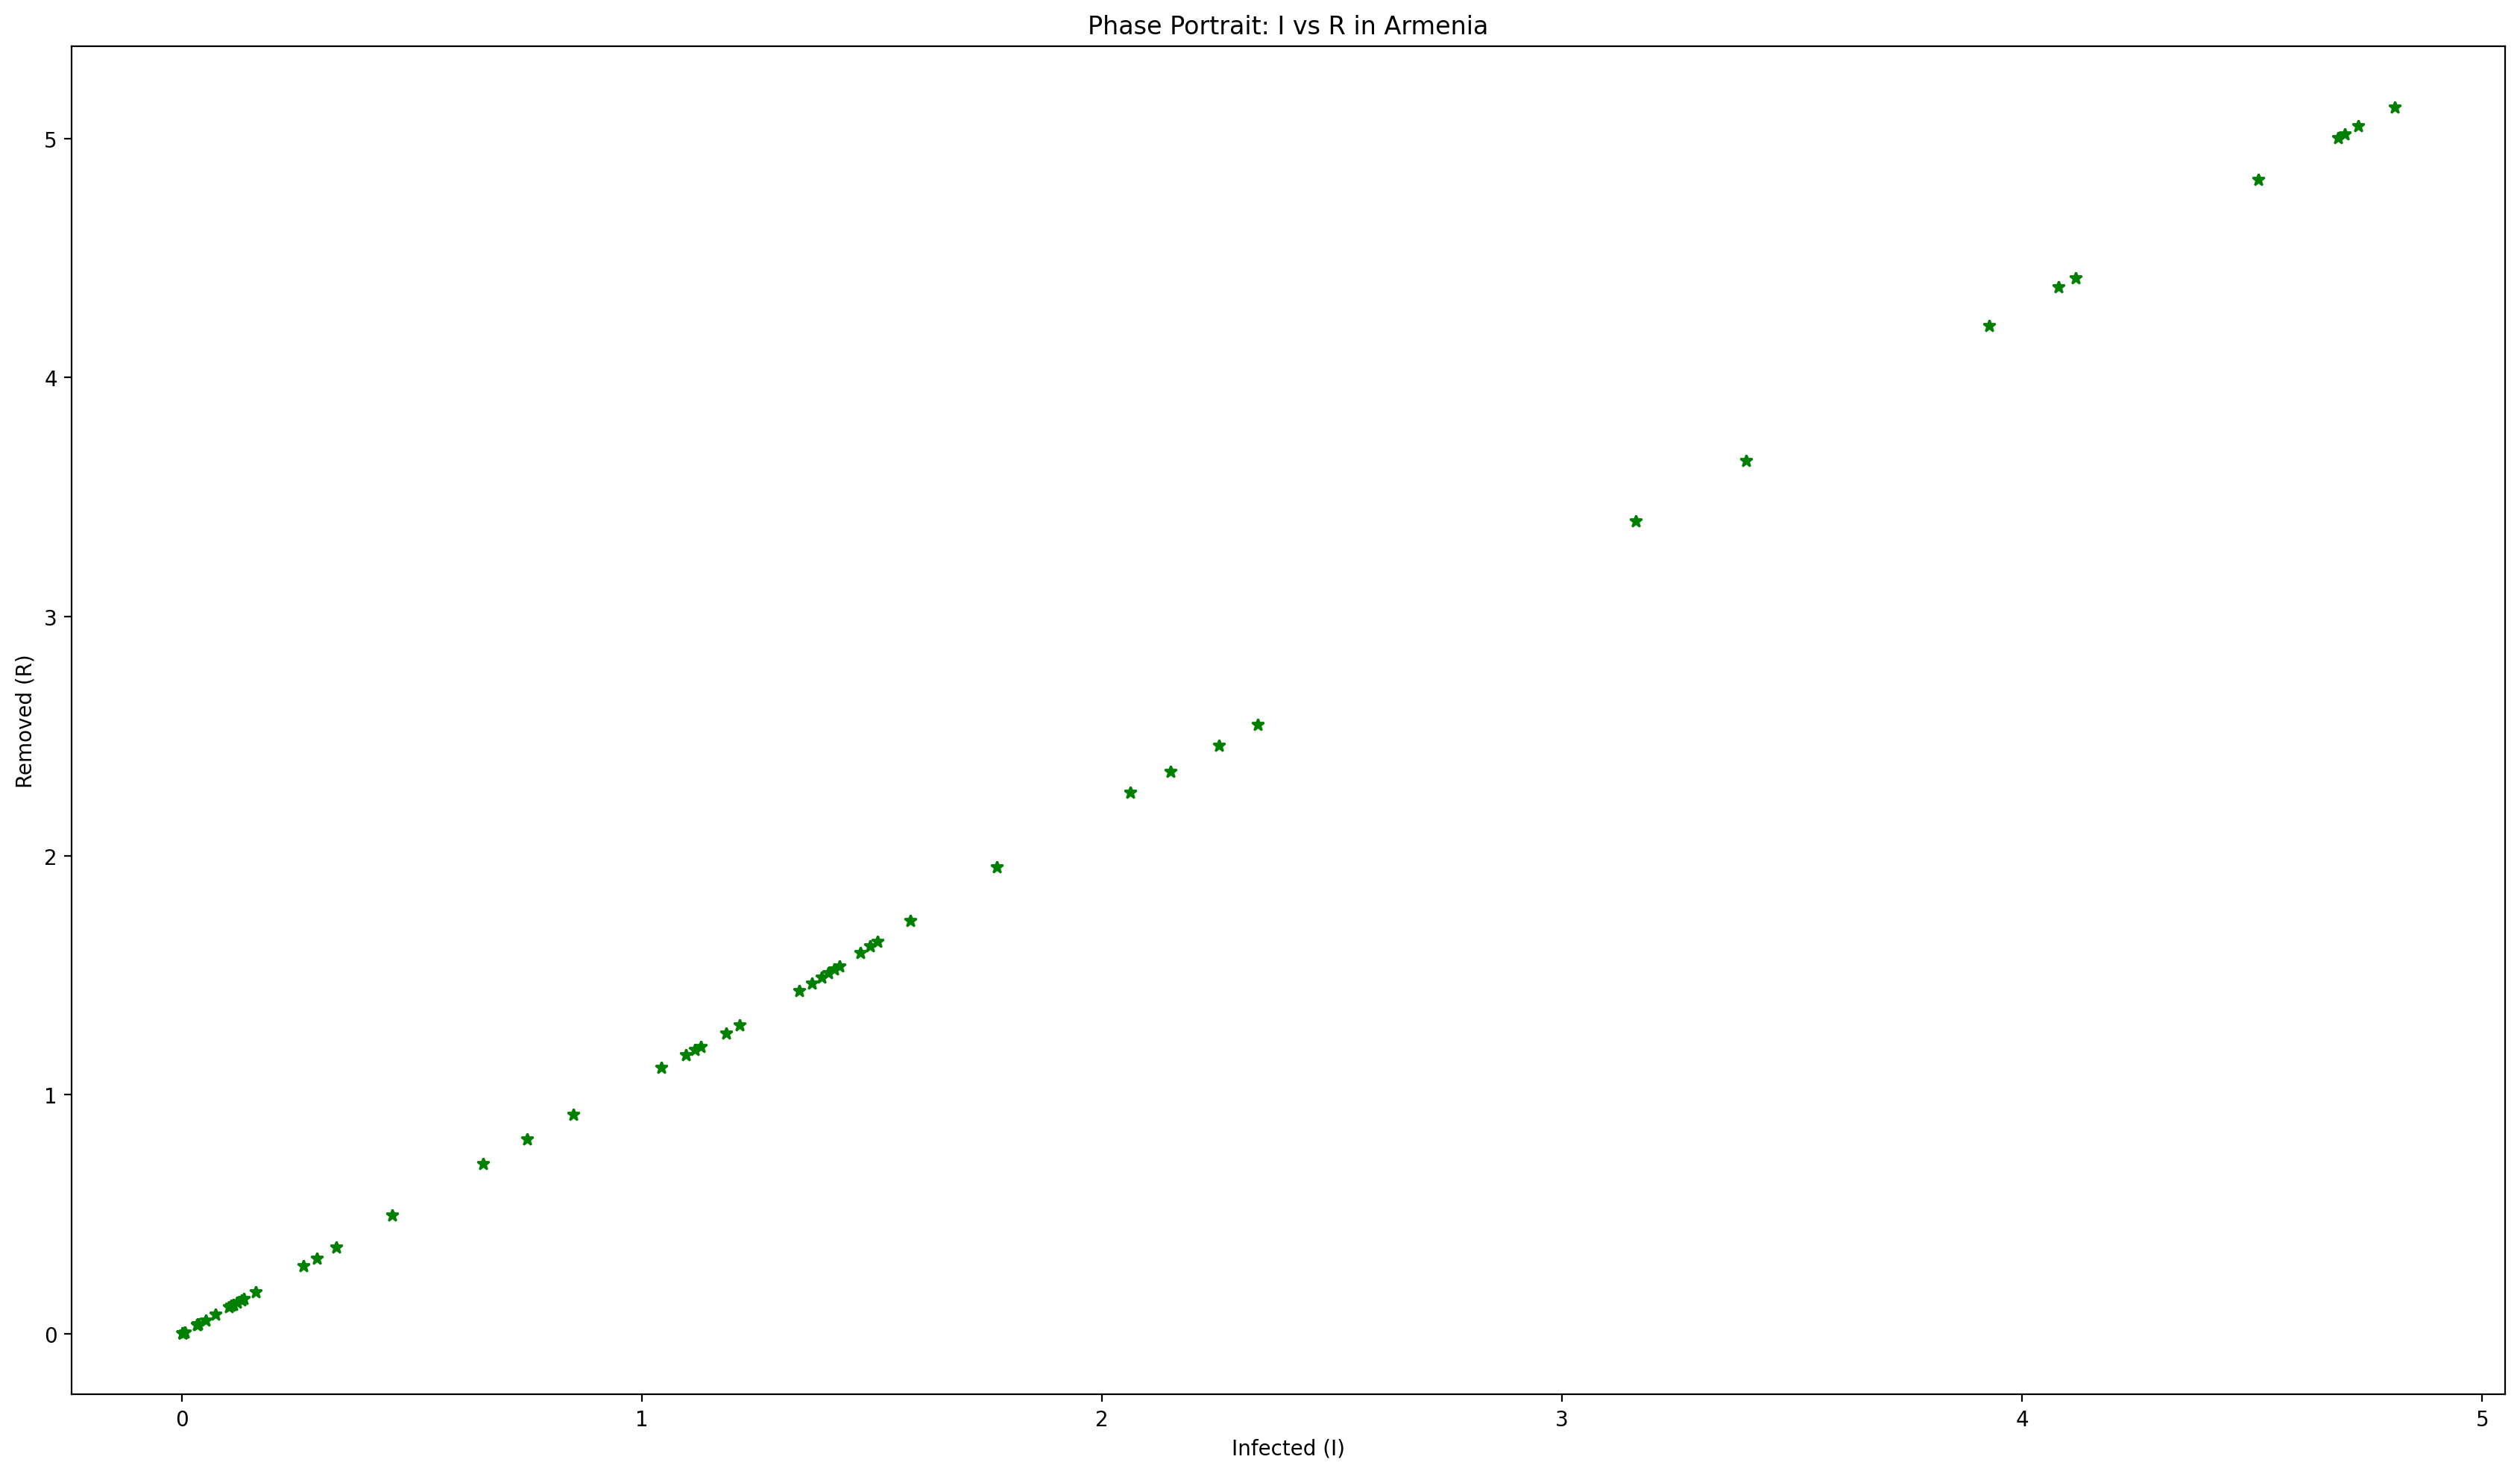 Phase Portrait: I vs R in Armenia
5
4
3
2
1
0
Removed (R)
0 1 2 3 4 5
Infected (I)